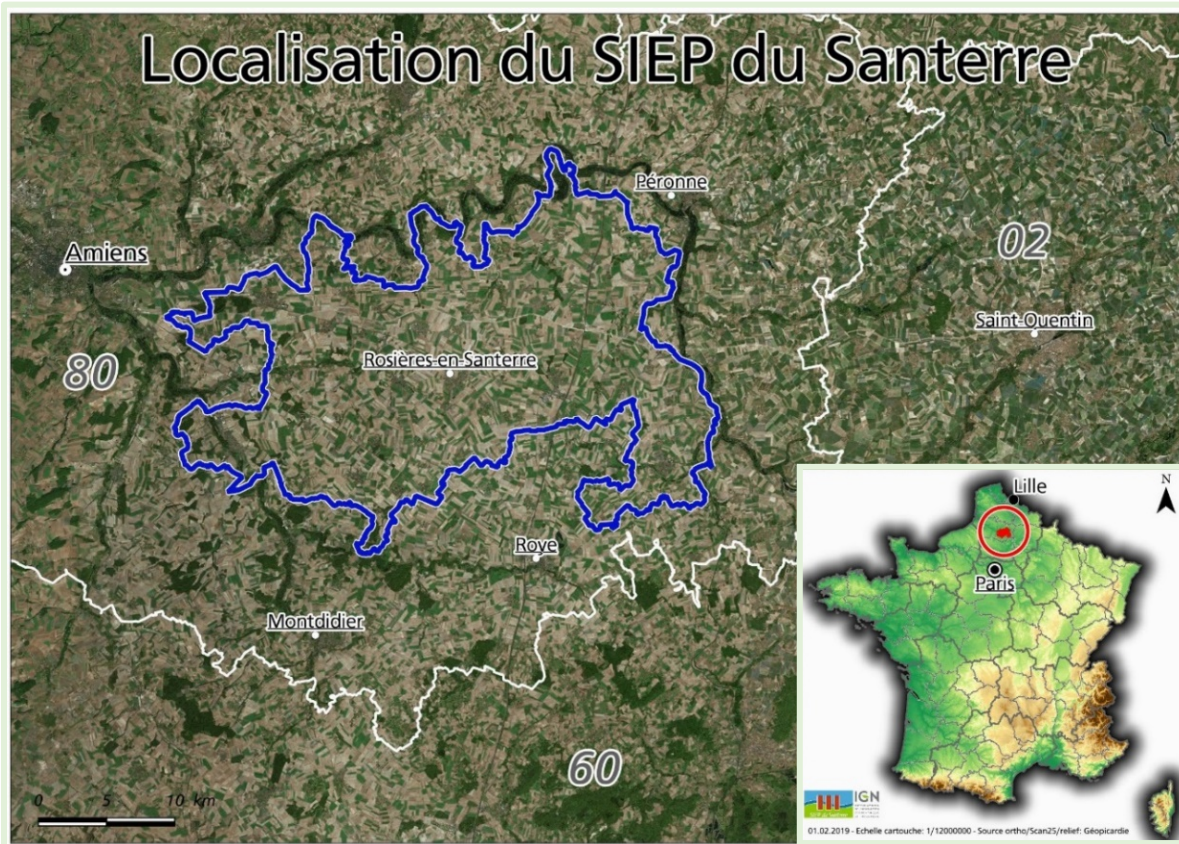 Localisation du SIEP du Santerre
Péronne
Amiens
02
Saint-Quentin
Rosières-en-Santerre
80
Lille
N
Roye
Paris
Montdidier
60
0 5 10 km
IGN
01.02.2019 - Echelle cartouche: 1/12000000 - Source ortho/Scan25/relief: Géopicardie